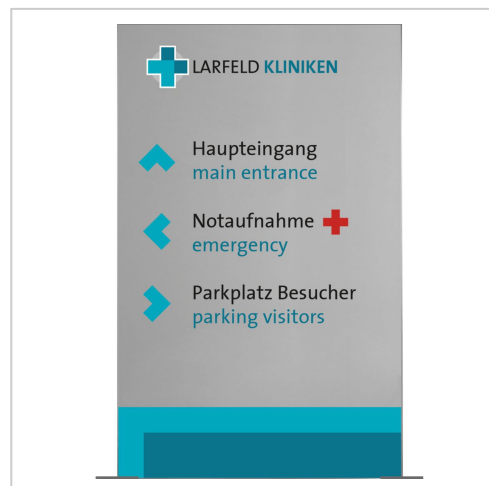 LARFELD KLINIKEN
Haupteingang
main entrance
Notaufnahme
emergency
Parkplatz Besucher
parking visitors